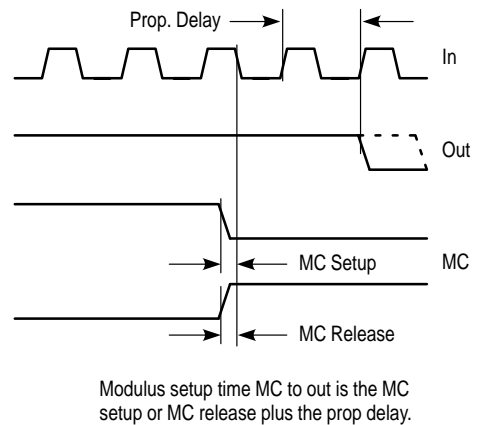 Prop. Delay
In
Out
MC Setup
MC
MC Release
Modulus setup time MC to out is the MC
setup or MC release plus the prop delay.